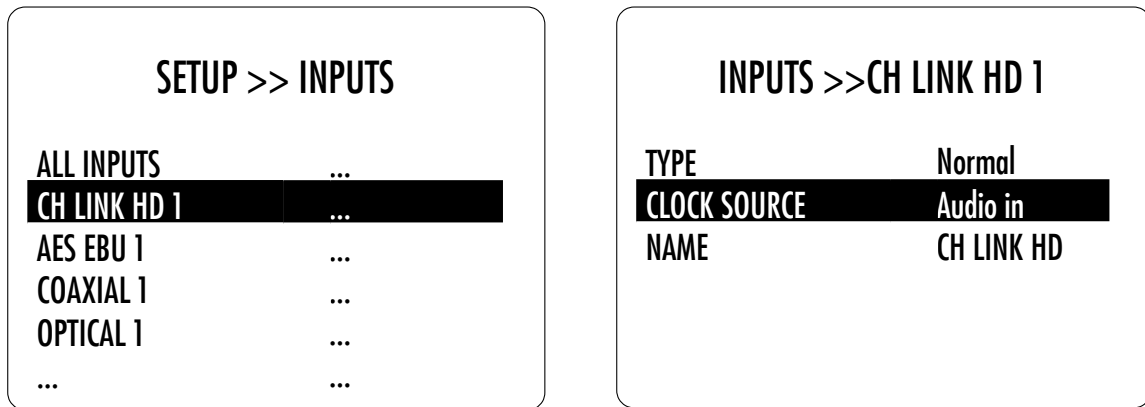 SETUP >> INPUTS
ALL INPUTS ...
CH LINK HD 1 ...
AES EBU 1 ...
COAXIAL 1 ...
OPTICAL 1 ...
... ...
INPUTS >>CH LINK HD 1
TYPE Normal
CLOCK SOURCE Audio in
NAME CH LINK HD